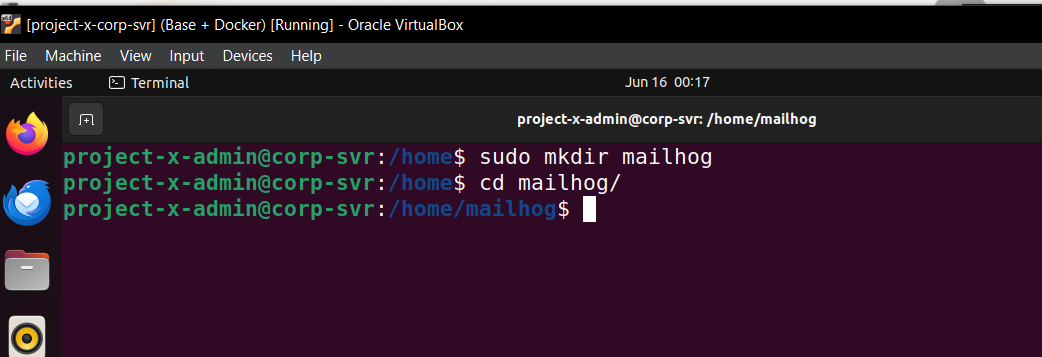 [project-x-corp-svr] (Base + Docker) [Running] - Oracle VirtualBox
File Machine View Input Devices Help
Activities Terminal Jun 16 00:17
project-x-admin@corp-svr: /home/mailhog
project-x-admin@corp-svr:/home$ sudo mkdir mailhog
project-x-admin@corp-svr:/home$ cd mailhog/
project-x-admin@corp-svr:/home/mailhog$